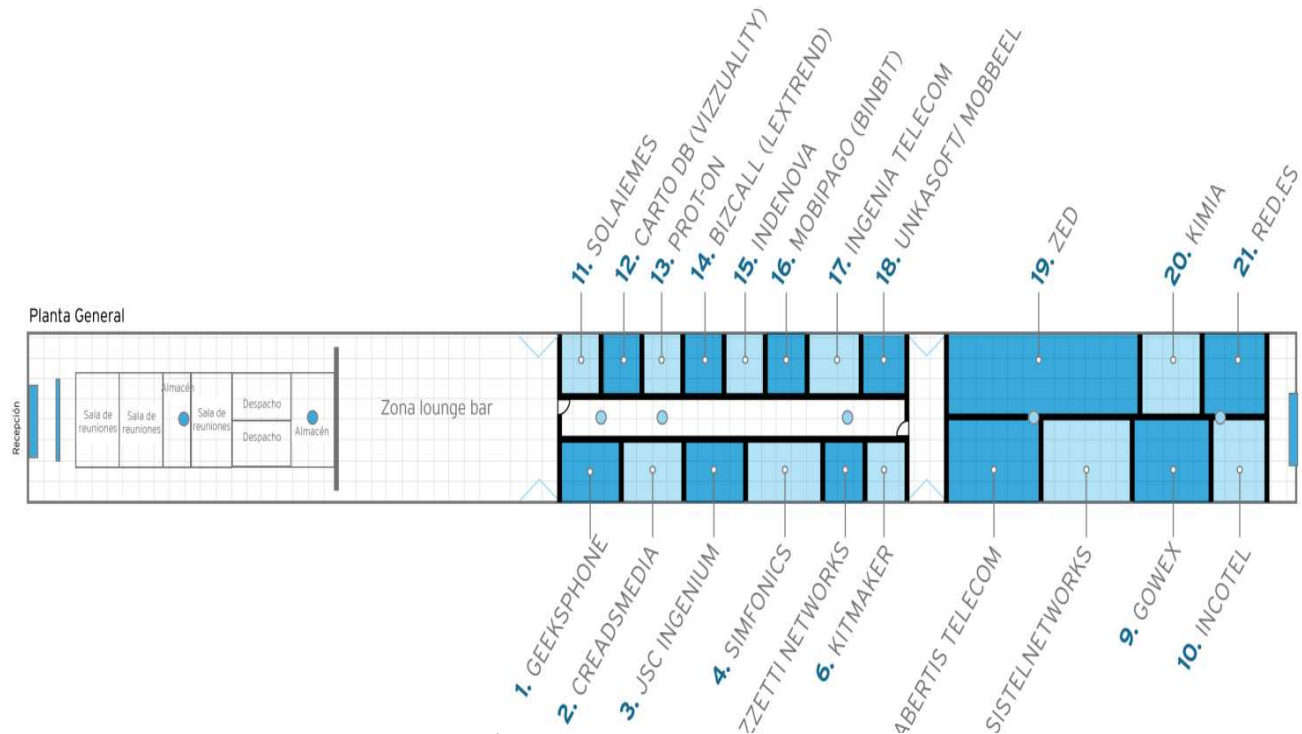 11. SOLAIEMES
12. CARTO DB (VIZZUALITY)
13. PROT-ON
14. BIZCALL (LEXTREND)
15. INDENOVA
16. MOBIPAGO (BINBIT)
17. INGENIA TELECOM
18. UNKASOFT/ MOBBEEL
19. ZED
20. KIMIA
21. RED.ES
Planta General
Recepción
Sala de
reuniones
Sala de
reuniones
Almacén
Sala de
reuniones
Despacho
Despacho
Almacén
Zona lounge bar
1. GEEKSPHONE
2. CREADSMEDIA
3. JSC INGENIUM
4. SIMFONICS
ZZETTI NETWORKS
6. KITMAKER
ABERTIS TELECOM
SISTELNETWORKS
9. GOWEX
10. INCOTEL